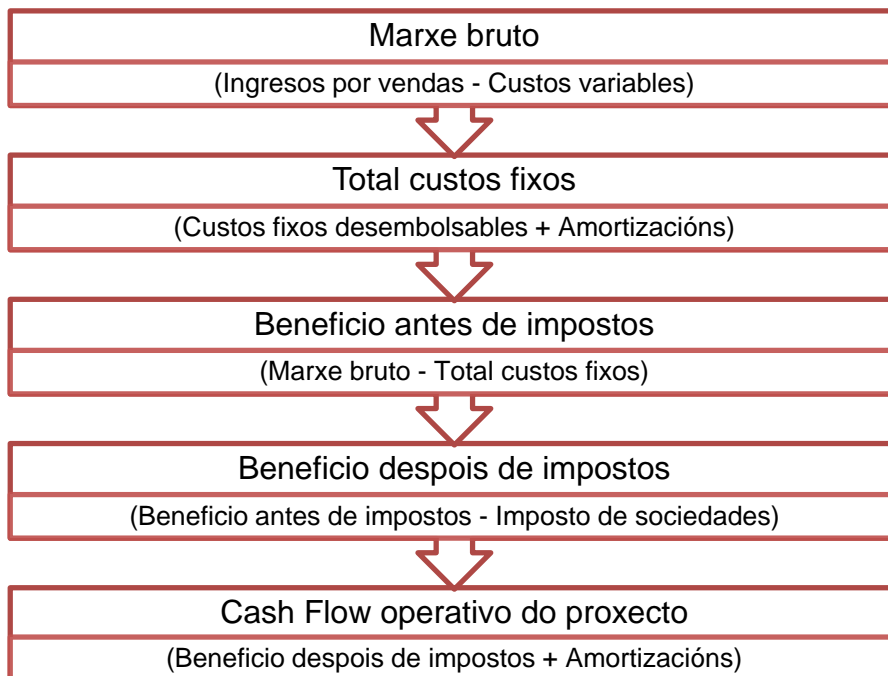 Marxe bruto
(Ingresos por vendas - Custos variables)
Total custos fixos
(Custos fixos desembolsables + Amortizacións)
Beneficio antes de impostos
(Marxe bruto - Total custos fixos)
Beneficio despois de impostos
(Beneficio antes de impostos - Imposto de sociedades)
Cash Flow operativo do proxecto
(Beneficio despois de impostos + Amortizacións)